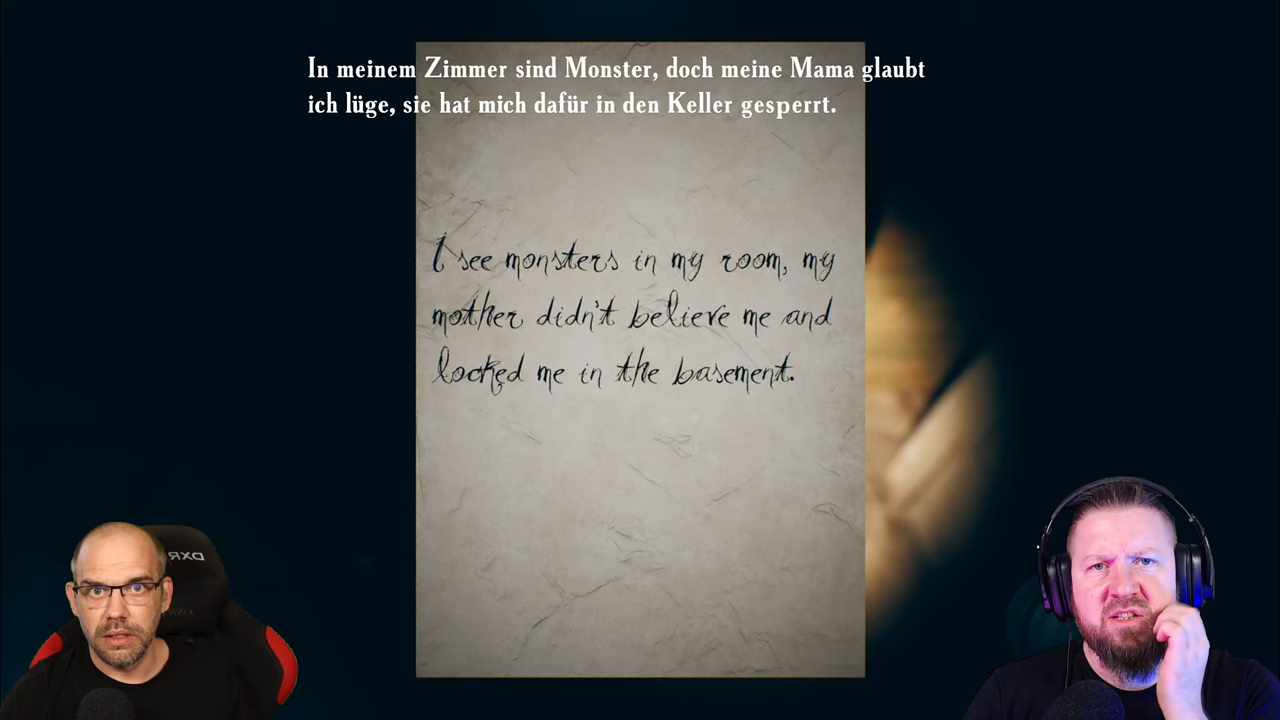 In meinem Zimmer sind Monster, doch meine Mama glaubt
ich lüge, sie hat mich dafür in den Keller gesperrt.
I see monsters in my room, my
mother didn't believe me and
locked me in the basement.
DXR